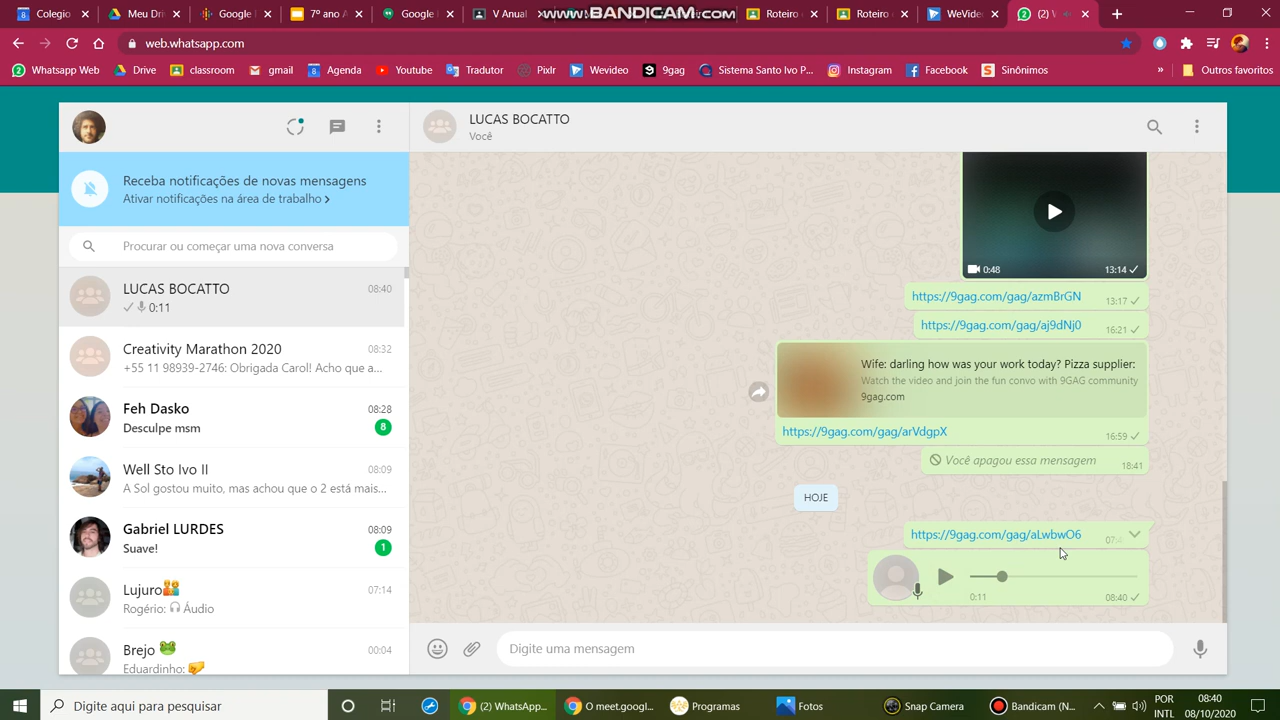 Colegio
Meu Dri
Google
7º ano A
Google
V Anual
www.BANDICAM.com
Roteiro
Roteiro d
WeVideo
(2) V
web.whatsapp.com
Whatsapp Web
Drive
classroom
gmail
Agenda
Youtube
Tradutor
Pixlr
Wevideo
9gag
Sistema Santo Ivo P...
Instagram
Facebook
Sinônimos
»
Outros favoritos
LUCAS BOCATTO
Você
Receba notificações de novas mensagens
Ativar notificações na área de trabalho >
Procurar ou começar uma nova conversa
LUCAS BOCATTO
08:40
0:11
Creativity Marathon 2020
08:32
+55 11 98939-2746: Obrigada Carol! Acho que a...
Feh Dasko
08:28
Desculpe msm
8
Well Sto Ivo II
08:09
A Sol gostou muito, mas achou que o 2 está mais...
Gabriel LURDES
08:09
Suave!
1
Lujuro
07:14
Rogério: Áudio
Brejo
00:04
Eduardinho:
0:48
13:14
https://9gag.com/gag/azmBrGN
13:17
https://9gag.com/gag/aj9dNj0
16:21
Wife: darling how was your work today? Pizza supplier:
Watch the video and join the fun convo with 9GAG community
9gag.com
https://9gag.com/gag/arVdgpX
16:59
Você apagou essa mensagem
18:41
HOJE
https://9gag.com/gag/aLwbwO6
0:11
08:40
Digite uma mensagem
Digite aqui para pesquisar
(2) WhatsApp...
O meet.googl...
Programas
Fotos
Snap Camera
Bandicam (N...
POR
INTL
08:40
08/10/2020